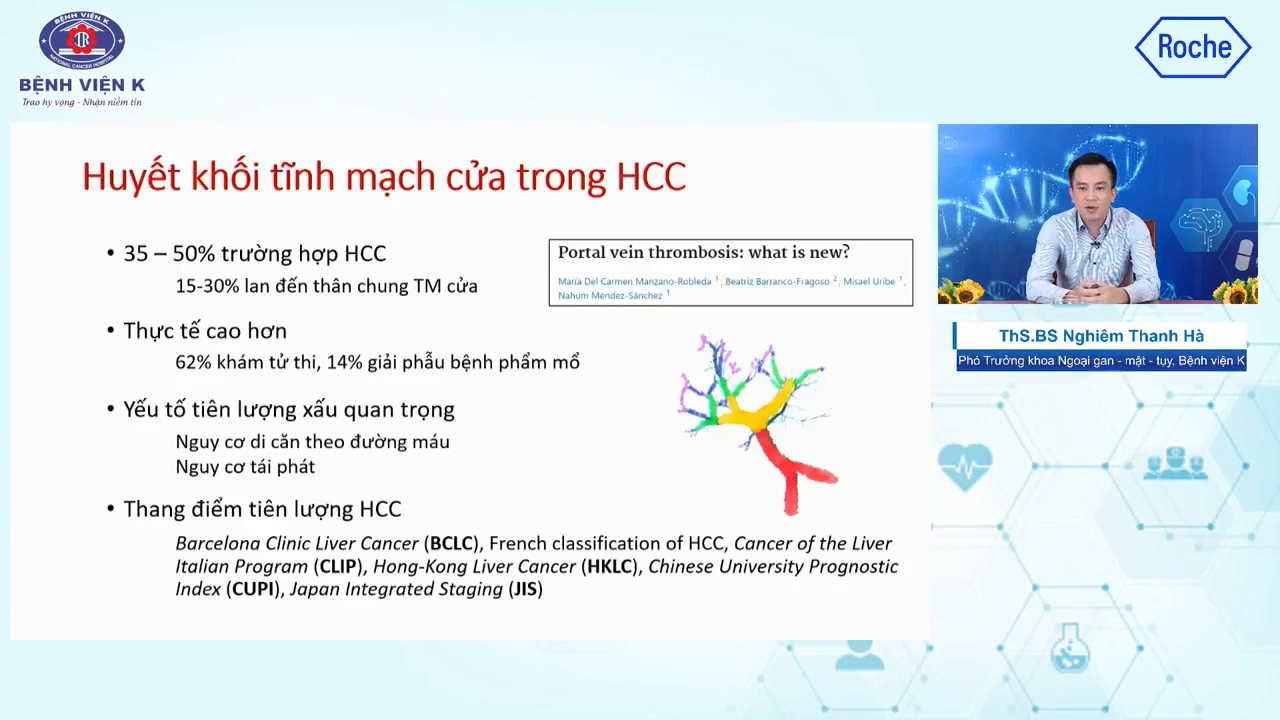 BỆNH VIỆN K
NATIONAL CANCER HOSPITAL
BỆNH VIỆN K
Trao hy vọng - Nhận niềm tin
Roche
Huyết khối tĩnh mạch cửa trong HCC
• 35 – 50% trường hợp HCC
15-30% lan đến thân chung TM cửa
• Thực tế cao hơn
62% khám tử thi, 14% giải phẫu bệnh phẩm mổ
• Yếu tố tiên lượng xấu quan trọng
Nguy cơ di căn theo đường máu
Nguy cơ tái phát
• Thang điểm tiên lượng HCC
Barcelona Clinic Liver Cancer (BCLC), French classification of HCC, Cancer of the Liver
Italian Program (CLIP), Hong-Kong Liver Cancer (HKLC), Chinese University Prognostic
Index (CUPI), Japan Integrated Staging (JIS)
Portal vein thrombosis: what is new?
María Del Carmen Manzano-Robleda 1, Beatriz Barranco-Fragoso 2, Misael Uribe 1,
Nahum Méndez-Sánchez 1
ThS.BS Nghiêm Thanh Hà
Phó Trưởng khoa Ngoại gan - mật - tụy, Bệnh viện K